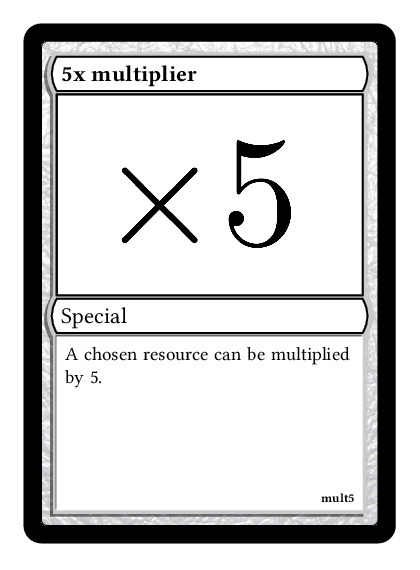 5x multiplier
×5
Special
A chosen resource can be multiplied
by 5.
mult5